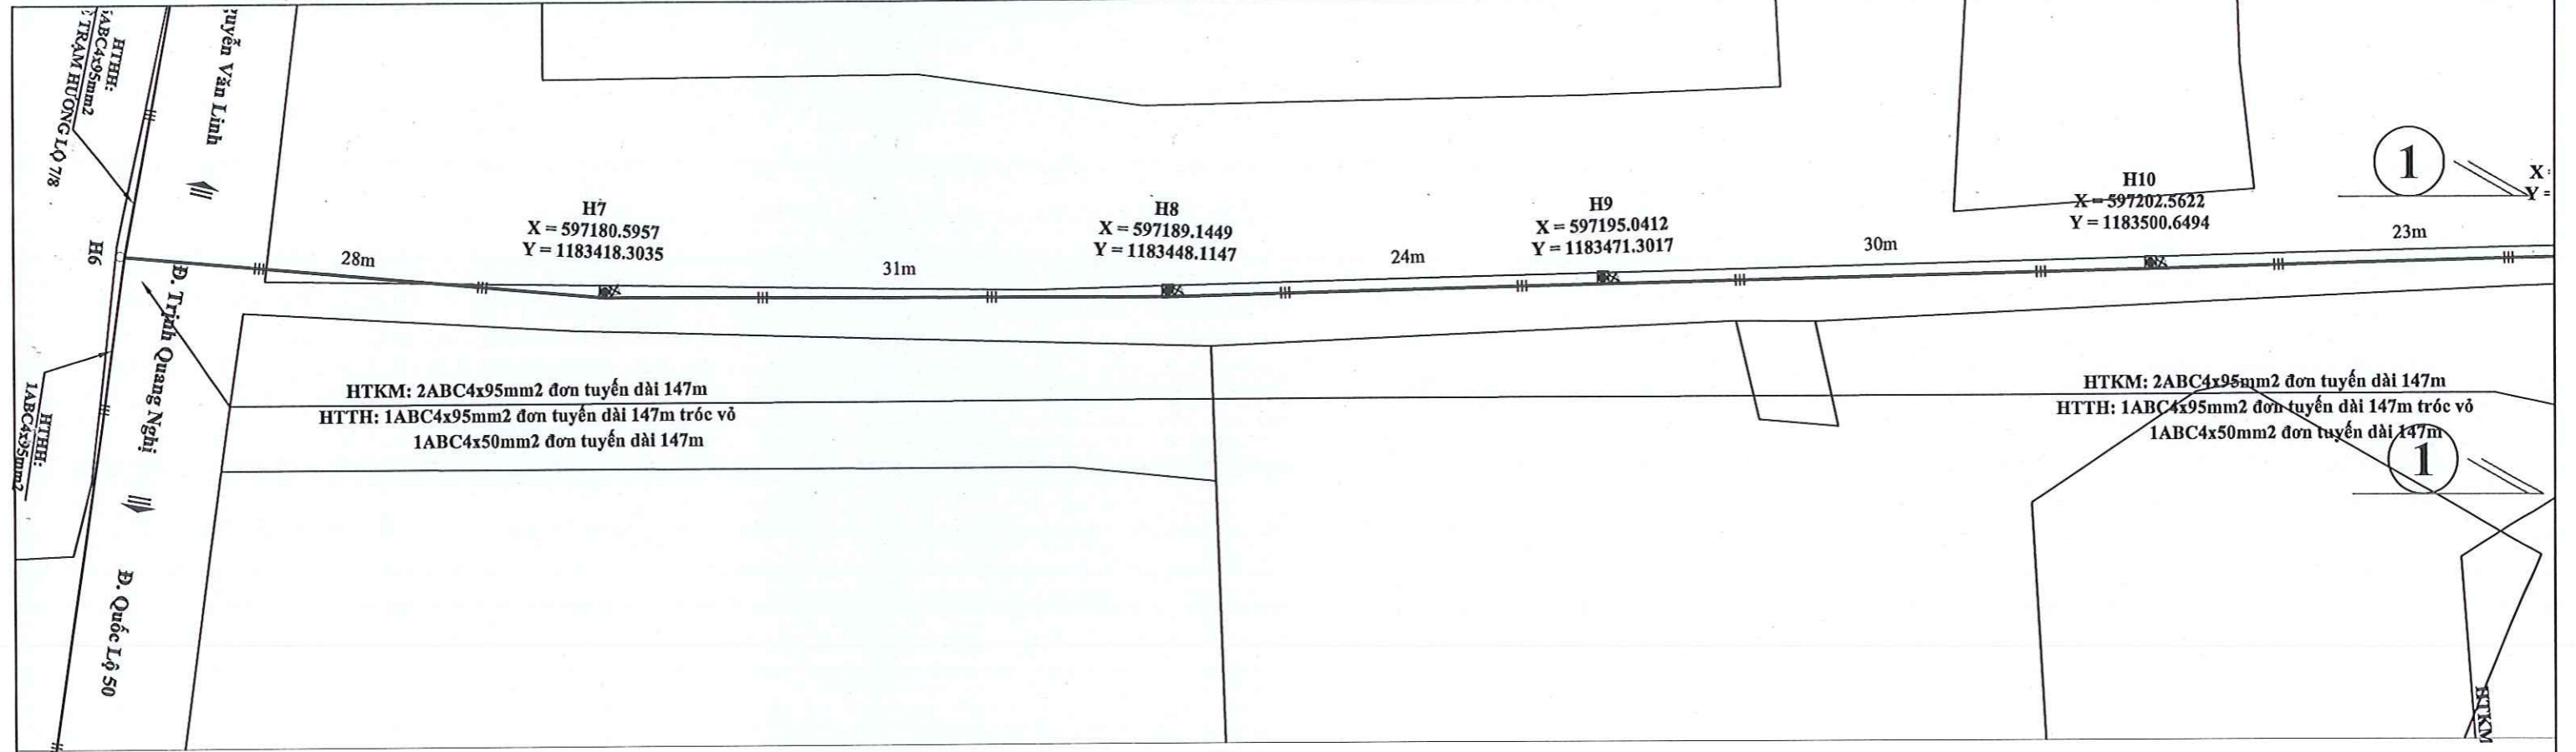 HTHH:
1ABC4x95mm2
TRẠM HƯƠNG LỘ 7/8
Văn Linh
H6
Đ. Trịnh Quang Nghị
Đ. Quốc Lộ 50
HTHH:
1ABC4x95mm2
28m
H7
X = 597180.5957
Y = 1183418.3035
31m
H8
X = 597189.1449
Y = 1183448.1147
24m
H9
X = 597195.0412
Y = 1183471.3017
30m
H10
X = 597202.5622
Y = 1183500.6494
23m
1
X
Y =
HTKM: 2ABC4x95mm2 đơn tuyến dài 147m
HTTH: 1ABC4x95mm2 đơn tuyến dài 147m tróc vỏ
1ABC4x50mm2 đơn tuyến dài 147m
HTKM: 2ABC4x95mm2 đơn tuyến dài 147m
HTTH: 1ABC4x95mm2 đơn tuyến dài 147m tróc vỏ
1ABC4x50mm2 đơn tuyến dài 147m
1
HTKM